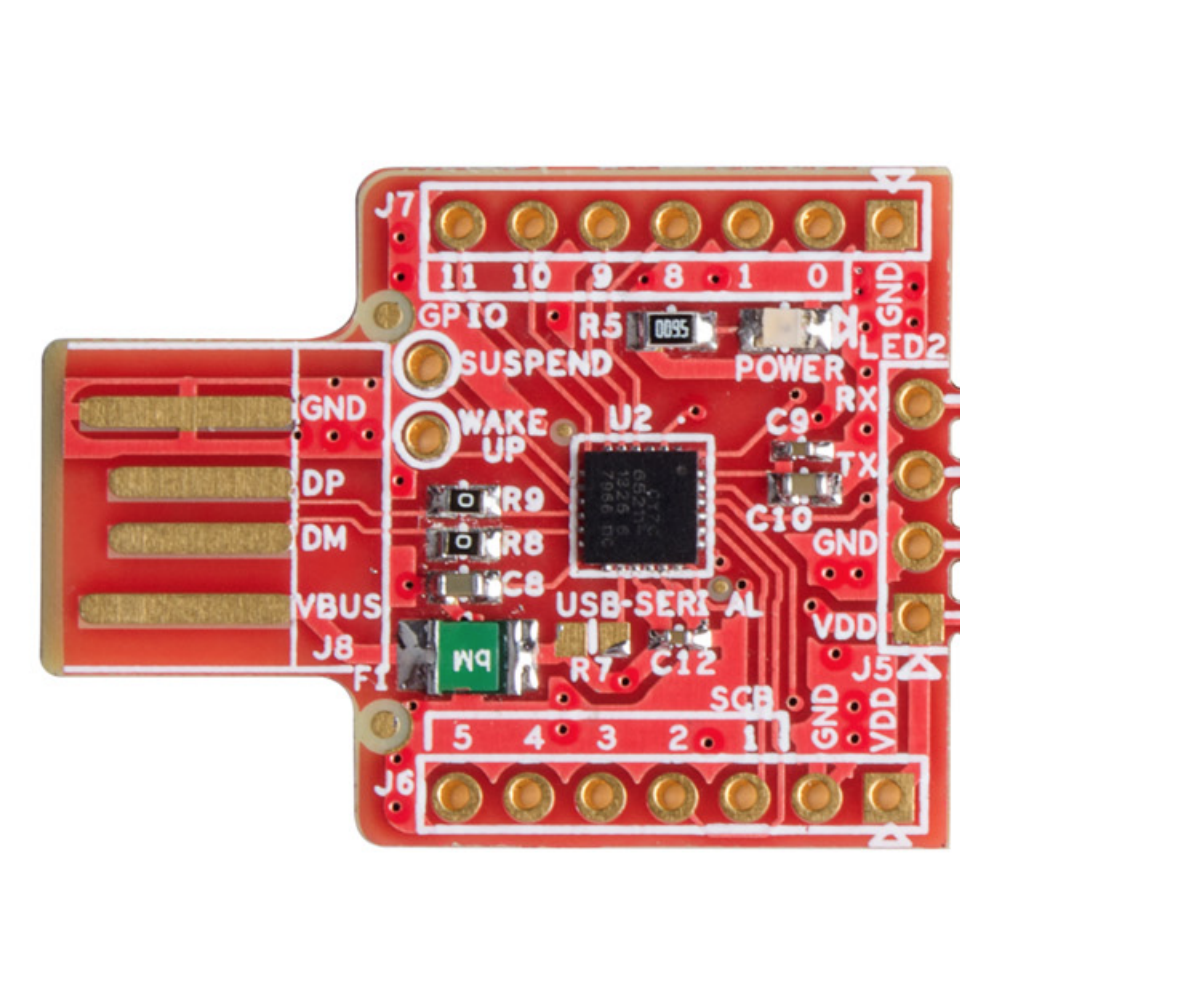 J7
11 10 9 8 1 0
GND
GPIO
R5
LED2
POWER
SUSPEND
WAKE
UP
U2
C9
RX
TX
GND
VDD
GND
DP
DM
VBUS
J8
R9
R8
C8
C10
USB-SERIAL
F1
R7
C12
J5
SCB
5 4 3 2 1
GND
VDD
J6